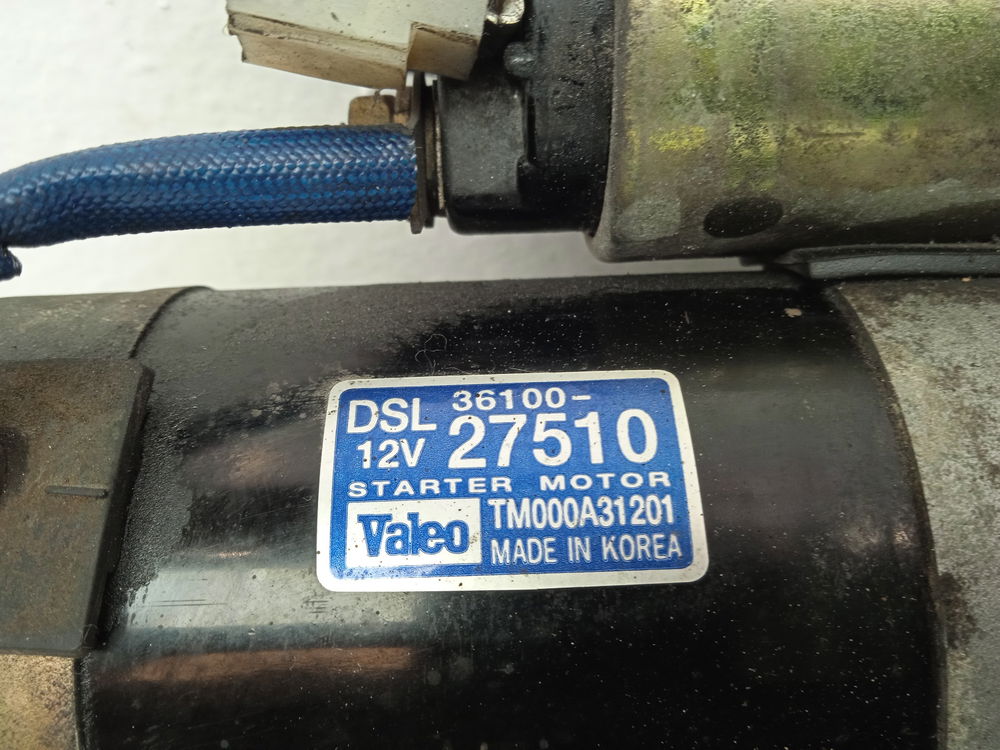 DSL 36100-
12V 27510
STARTER MOTOR
Valeo TM000A31201
MADE IN KOREA